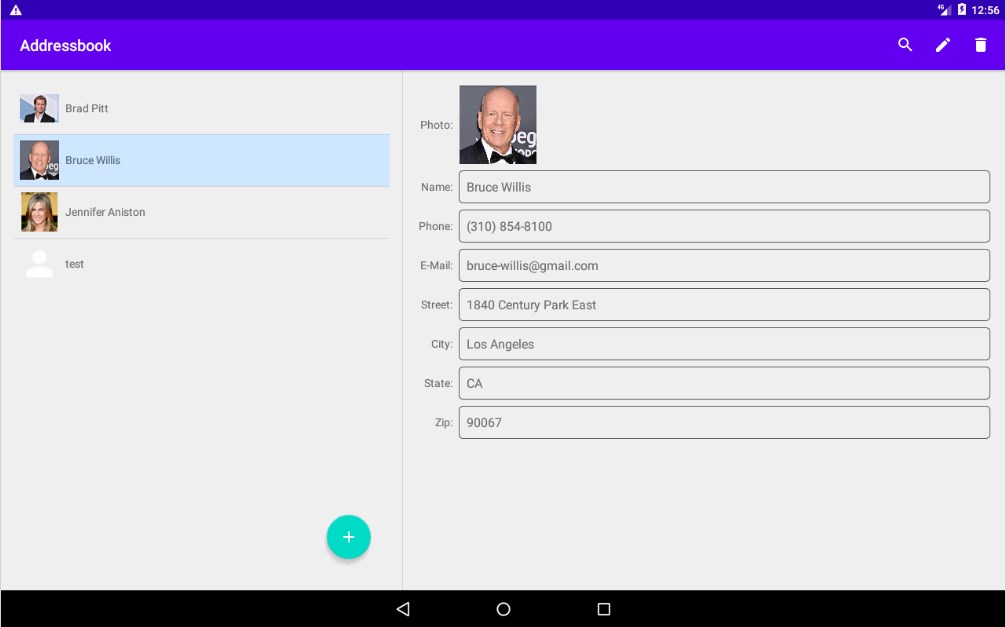 12:56
Addressbook
Brad Pitt
Bruce Willis
Jennifer Aniston
test
Photo:
Name: Bruce Willis
Phone: (310) 854-8100
E-Mail: bruce-willis@gmail.com
Street: 1840 Century Park East
City: Los Angeles
State: CA
Zip: 90067